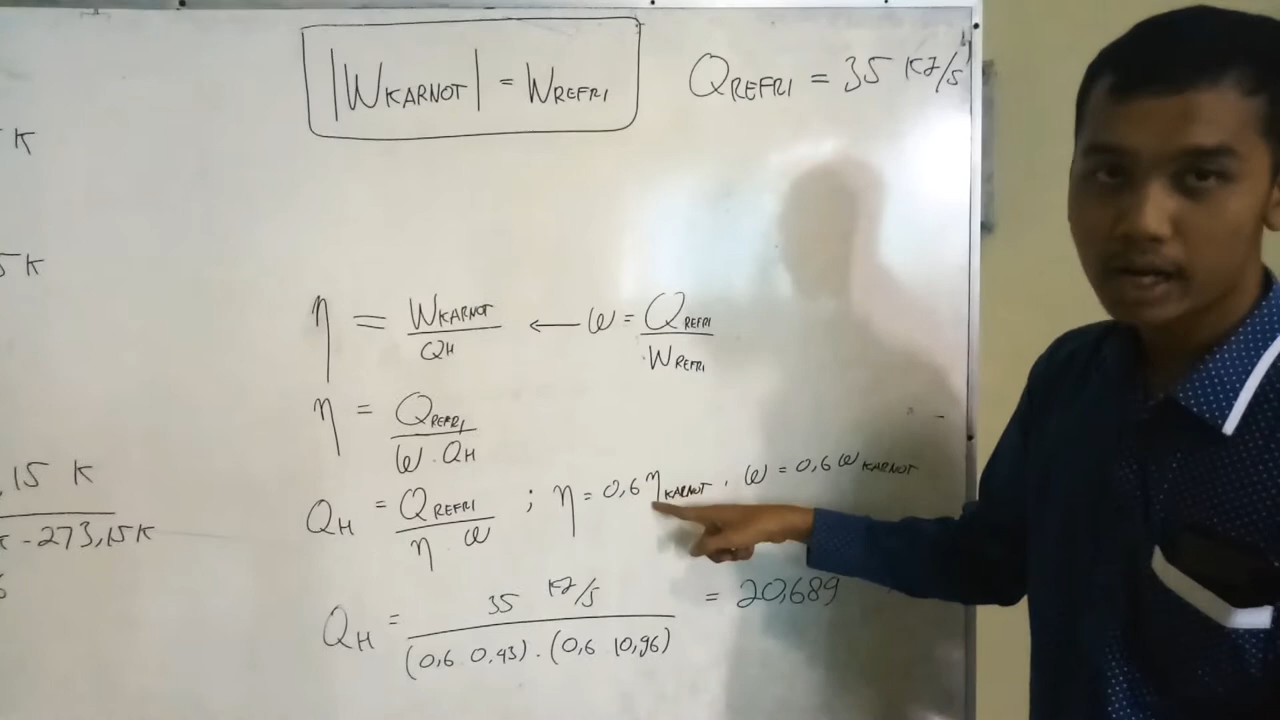 |WKARNOT| = WREFRI
QREFRI = 35 KJ/s
K
5 K
η = WKARNOT / QH ← ω = QREFRI / WREFRI
η = QREFRI / ω . QH
,15 K
K - 273,15K
QH = QREFRI / η ω ; η = 0,6 ηKARNOT , ω = 0,6 ωKARNOT
QH = 35 KJ/s / (0,6 0,43) . (0,6 10,96) = 20,689